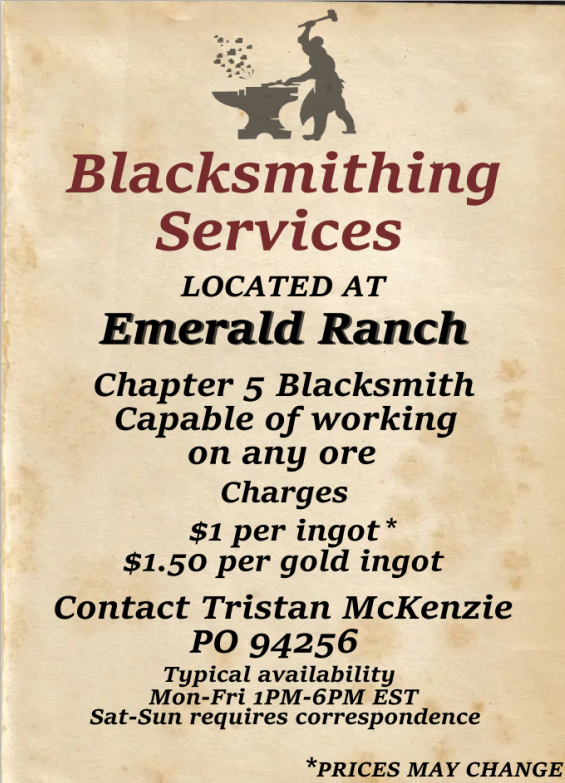 Blacksmithing
Services
LOCATED AT
Emerald Ranch
Chapter 5 Blacksmith
Capable of working
on any ore
Charges
$1 per ingot*
$1.50 per gold ingot
Contact Tristan McKenzie
PO 94256
Typical availability
Mon-Fri 1PM-6PM EST
Sat-Sun requires correspondence
*PRICES MAY CHANGE